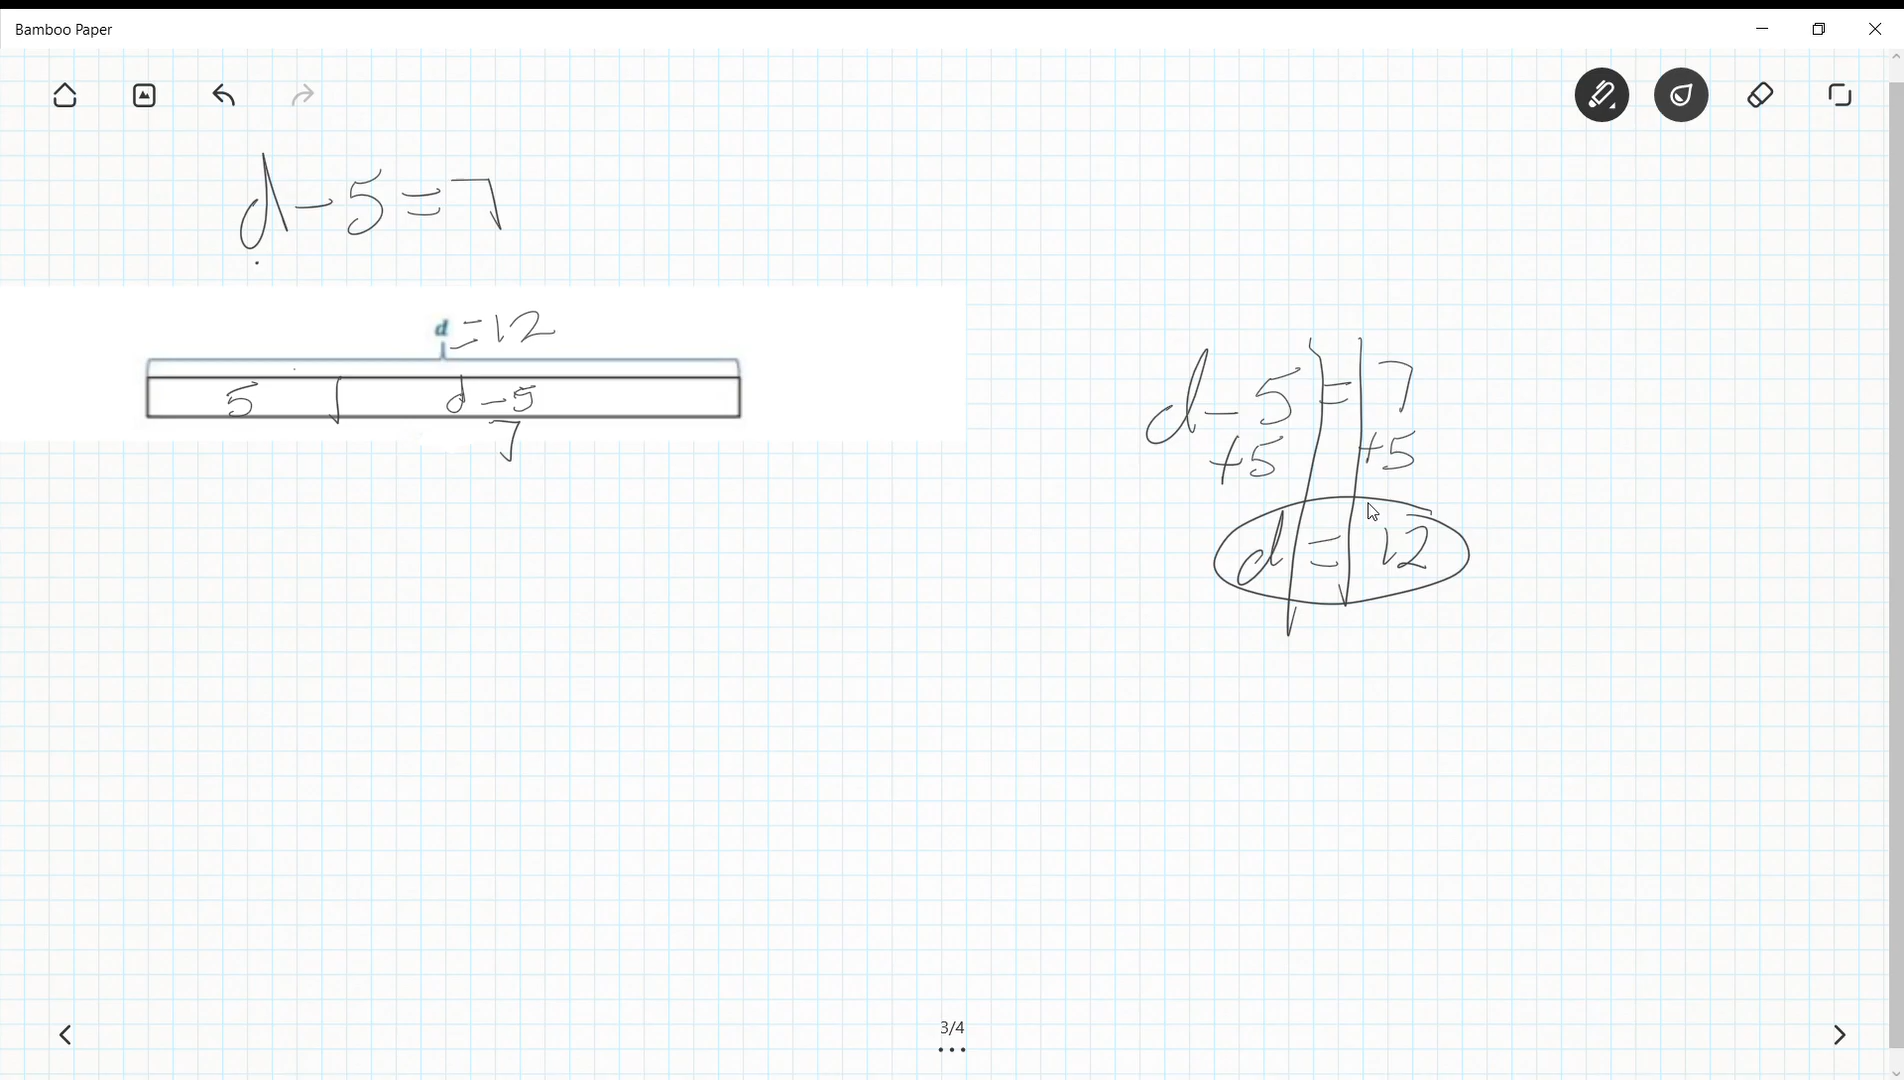 Bamboo Paper
d-5=7
d =12
5 d-5
7
d-5=7
+5 +5
d=12
3/4